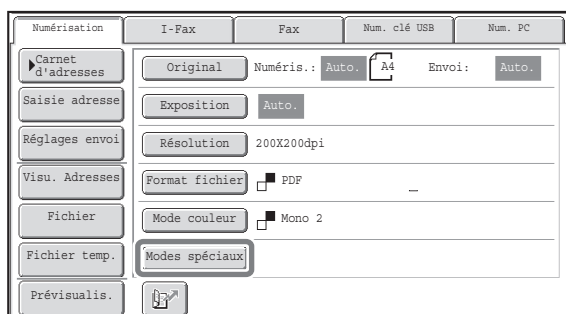 Numérisation I-Fax Fax Num. clé USB Num. PC
Carnet d'adresses
Original Numéris.: Auto. A4 Envoi: Auto.
Saisie adresse
Exposition Auto.
Réglages envoi
Résolution 200X200dpi
Visu. Adresses
Format fichier PDF
Fichier
Mode couleur Mono 2
Fichier temp.
Modes spéciaux
Prévisualis.